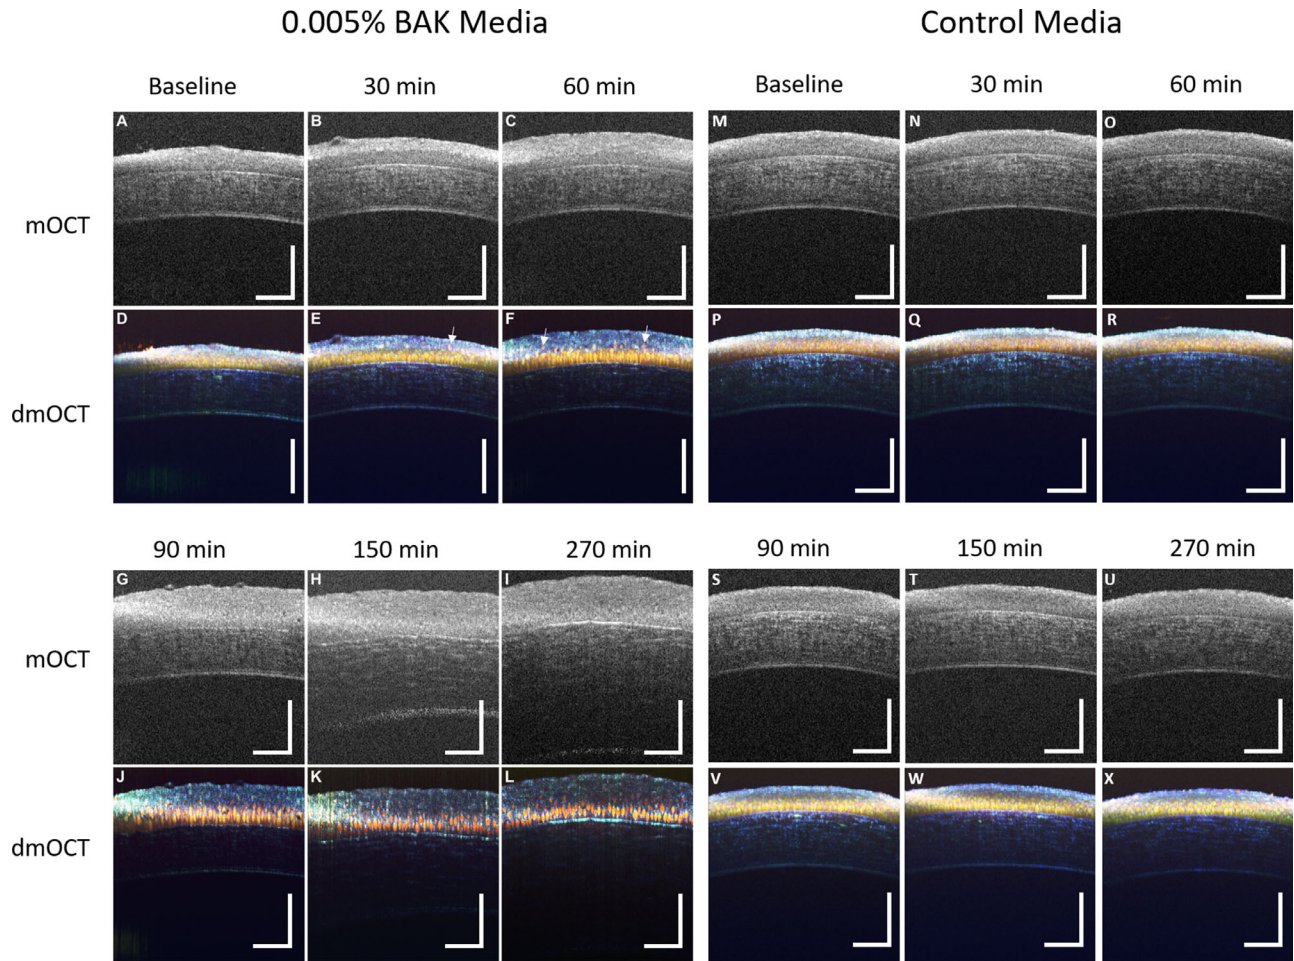 0.005% BAK Media
Control Media
Baseline 30 min 60 min
Baseline 30 min 60 min
A B C
M N O
mOCT
D E F
P Q R
dmOCT
90 min 150 min 270 min
90 min 150 min 270 min
G H I
S T U
mOCT
J K L
V W X
dmOCT